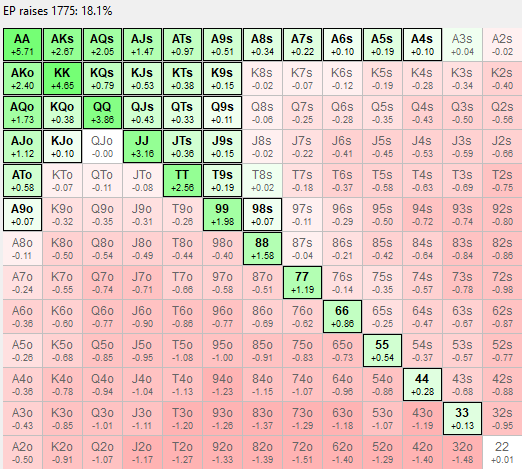 EP raises 1775: 18.1%
AA AKs AQs AJs ATs A9s A8s A7s A6s A5s A4s A3s A2s
+5.71 +2.67 +2.05 +1.47 +0.97 +0.51 +0.34 +0.22 +0.10 +0.19 +0.10 +0.04 -0.02
AKo KK KQs KJs KTs K9s K8s K7s K6s K5s K4s K3s K2s
+2.40 +4.65 +0.79 +0.53 +0.38 +0.15 -0.02 -0.07 -0.12 -0.19 -0.28 -0.34 -0.40
AQo KQo QQ QJs QTs Q9s Q8s Q7s Q6s Q5s Q4s Q3s Q2s
+1.73 +0.38 +3.86 +0.43 +0.33 +0.11 -0.06 -0.25 -0.28 -0.35 -0.43 -0.50 -0.56
AJo KJo QJo JJ JTs J9s J8s J7s J6s J5s J4s J3s J2s
+1.12 +0.10 -0.00 +3.16 +0.36 +0.15 -0.02 -0.22 -0.41 -0.45 -0.53 -0.59 -0.66
ATo KTo QTo JTo TT T9s T8s T7s T6s T5s T4s T3s T2s
+0.58 -0.07 -0.11 -0.08 +2.56 +0.19 +0.02 -0.18 -0.37 -0.58 -0.63 -0.69 -0.75
A9o K9o Q9o J9o T9o 99 98s 97s 96s 95s 94s 93s 92s
+0.07 -0.32 -0.35 -0.31 -0.26 +1.98 +0.07 -0.11 -0.29 -0.50 -0.72 -0.74 -0.80
A8o K8o Q8o J8o T8o 98o 88 87s 86s 85s 84s 83s 82s
-0.11 -0.50 -0.54 -0.49 -0.44 -0.40 +1.58 -0.04 -0.21 -0.42 -0.64 -0.84 -0.86
A7o K7o Q7o J7o T7o 97o 87o 77 76s 75s 74s 73s 72s
-0.24 -0.55 -0.74 -0.71 -0.66 -0.58 -0.51 +1.19 -0.14 -0.35 -0.57 -0.78 -0.98
A6o K6o Q6o J6o T6o 96o 86o 76o 66 65s 64s 63s 62s
-0.36 -0.60 -0.77 -0.90 -0.86 -0.77 -0.69 -0.62 +0.86 -0.25 -0.47 -0.67 -0.87
A5o K5o Q5o J5o T5o 95o 85o 75o 65o 55 54s 53s 52s
-0.26 -0.68 -0.85 -0.95 -1.08 -1.00 -0.91 -0.83 -0.73 +0.54 -0.37 -0.57 -0.77
A4o K4o Q4o J4o T4o 94o 84o 74o 64o 54o 44 43s 42s
-0.36 -0.78 -0.94 -1.04 -1.13 -1.23 -1.15 -1.07 -0.96 -0.86 +0.28 -0.68 -0.88
A3o K3o Q3o J3o T3o 93o 83o 73o 63o 53o 43o 33 32s
-0.43 -0.85 -1.01 -1.11 -1.20 -1.26 -1.37 -1.29 -1.18 -1.07 -1.19 +0.13 -0.95
A2o K2o Q2o J2o T2o 92o 82o 72o 62o 52o 42o 32o 22
-0.50 -0.91 -1.07 -1.17 -1.27 -1.33 -1.39 -1.51 -1.40 -1.29 -1.40 -1.48 +0.01